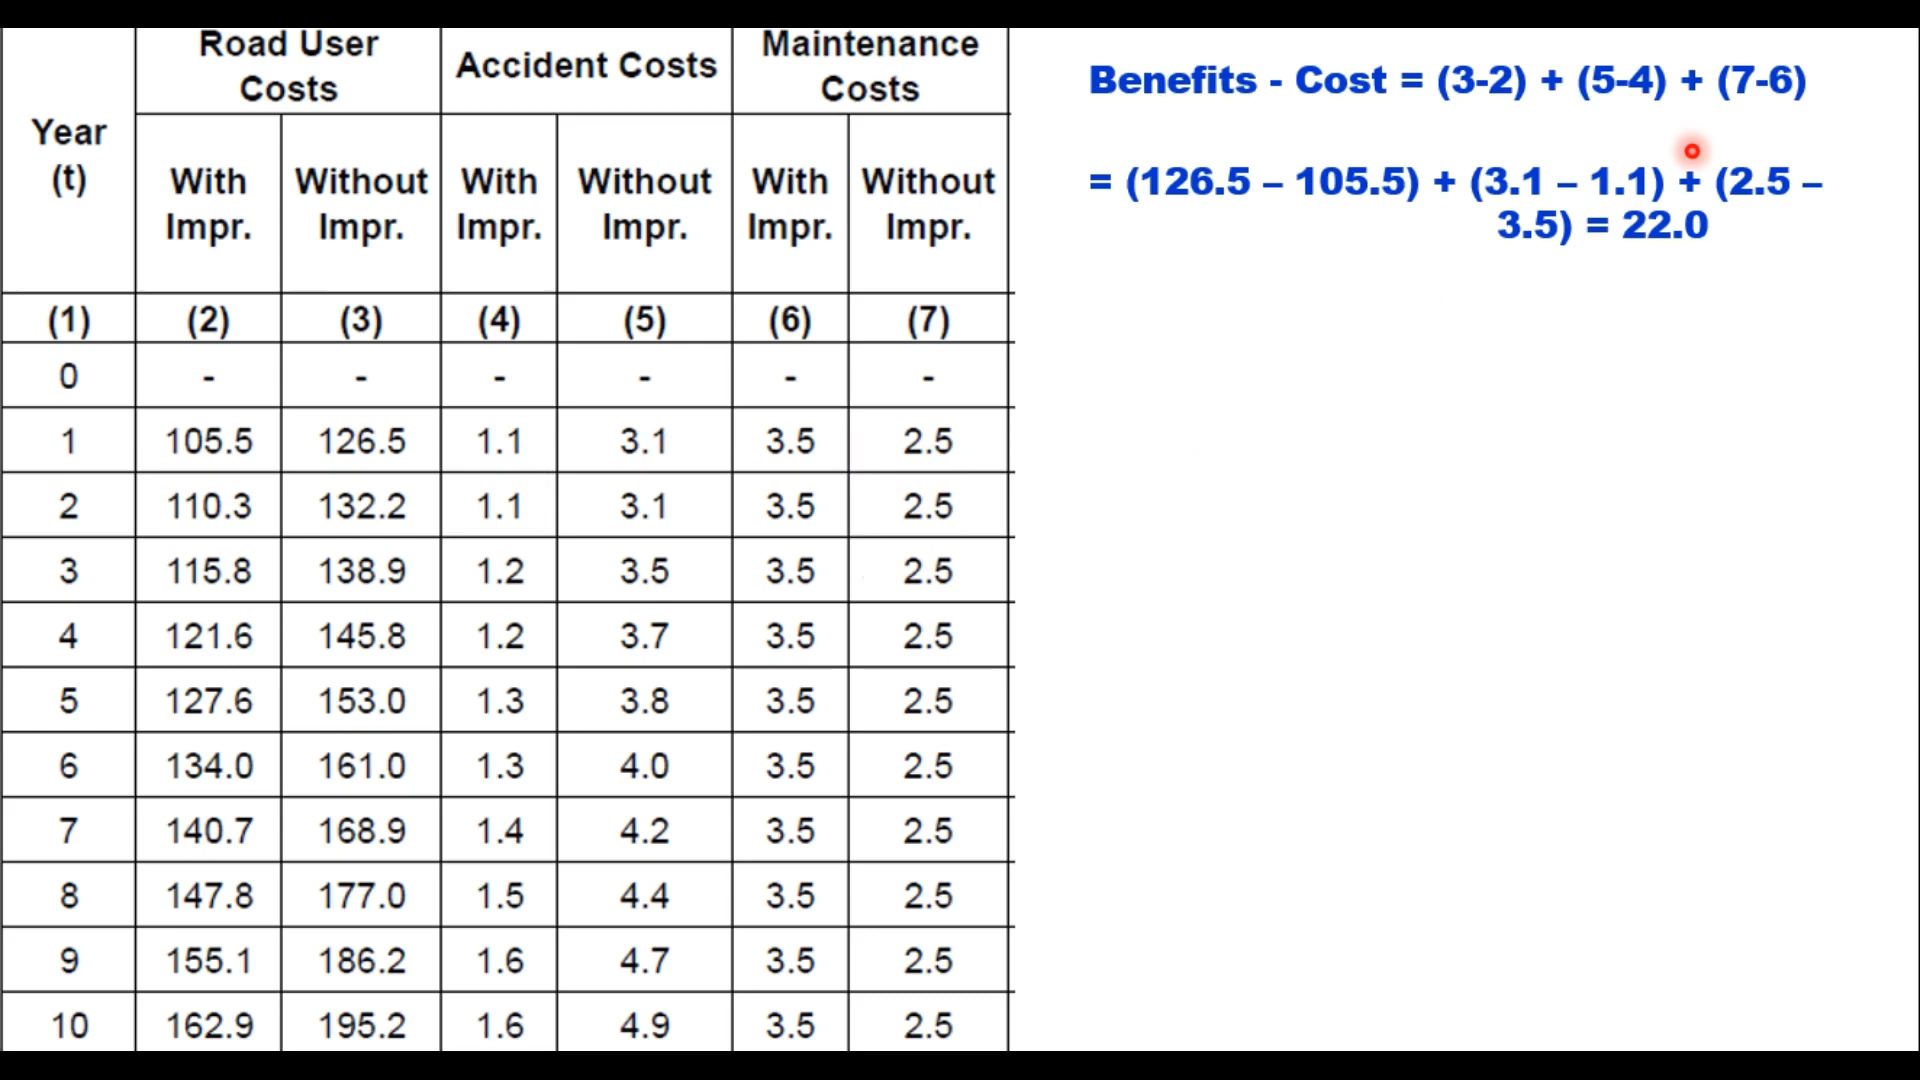 Road User Costs | Accident Costs | Maintenance Costs
Year (t) | With Impr. | Without Impr. | With Impr. | Without Impr. | With Impr. | Without Impr.
(1) | (2) | (3) | (4) | (5) | (6) | (7)
0 | - | - | - | - | - | -
1 | 105.5 | 126.5 | 1.1 | 3.1 | 3.5 | 2.5
2 | 110.3 | 132.2 | 1.1 | 3.1 | 3.5 | 2.5
3 | 115.8 | 138.9 | 1.2 | 3.5 | 3.5 | 2.5
4 | 121.6 | 145.8 | 1.2 | 3.7 | 3.5 | 2.5
5 | 127.6 | 153.0 | 1.3 | 3.8 | 3.5 | 2.5
6 | 134.0 | 161.0 | 1.3 | 4.0 | 3.5 | 2.5
7 | 140.7 | 168.9 | 1.4 | 4.2 | 3.5 | 2.5
8 | 147.8 | 177.0 | 1.5 | 4.4 | 3.5 | 2.5
9 | 155.1 | 186.2 | 1.6 | 4.7 | 3.5 | 2.5
10 | 162.9 | 195.2 | 1.6 | 4.9 | 3.5 | 2.5
Benefits - Cost = (3-2) + (5-4) + (7-6)
= (126.5 – 105.5) + (3.1 – 1.1) + (2.5 –
3.5) = 22.0